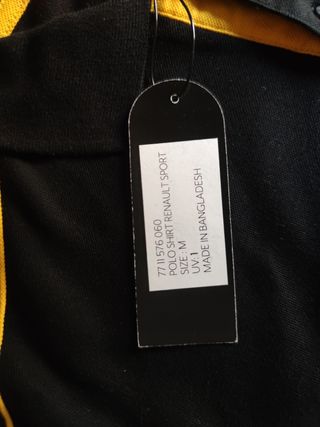 77 11 576 060
POLO SHIRT RENAULT SPORT
SIZE : M
UV. 1
MADE IN BANGLADESH